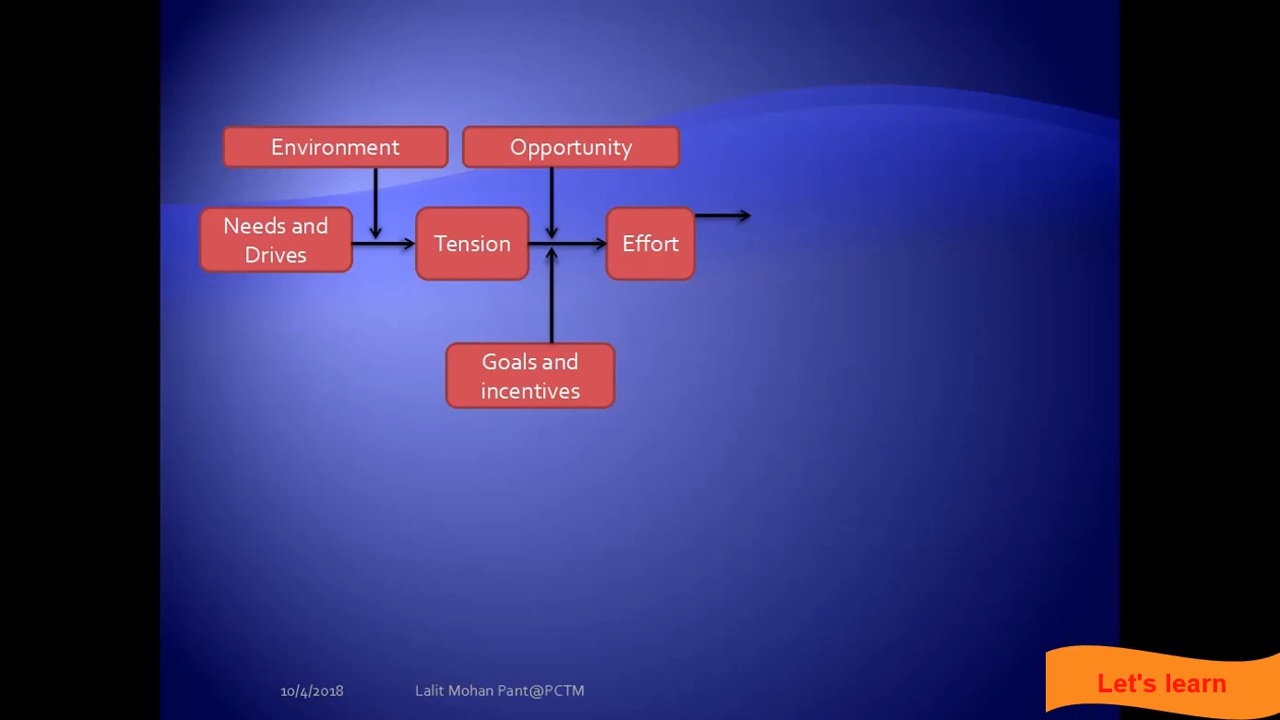 Environment
Opportunity
Needs and
Drives
Tension
Effort
Goals and
incentives
10/4/2018
Lalit Mohan Pant@PCTM
Let's learn